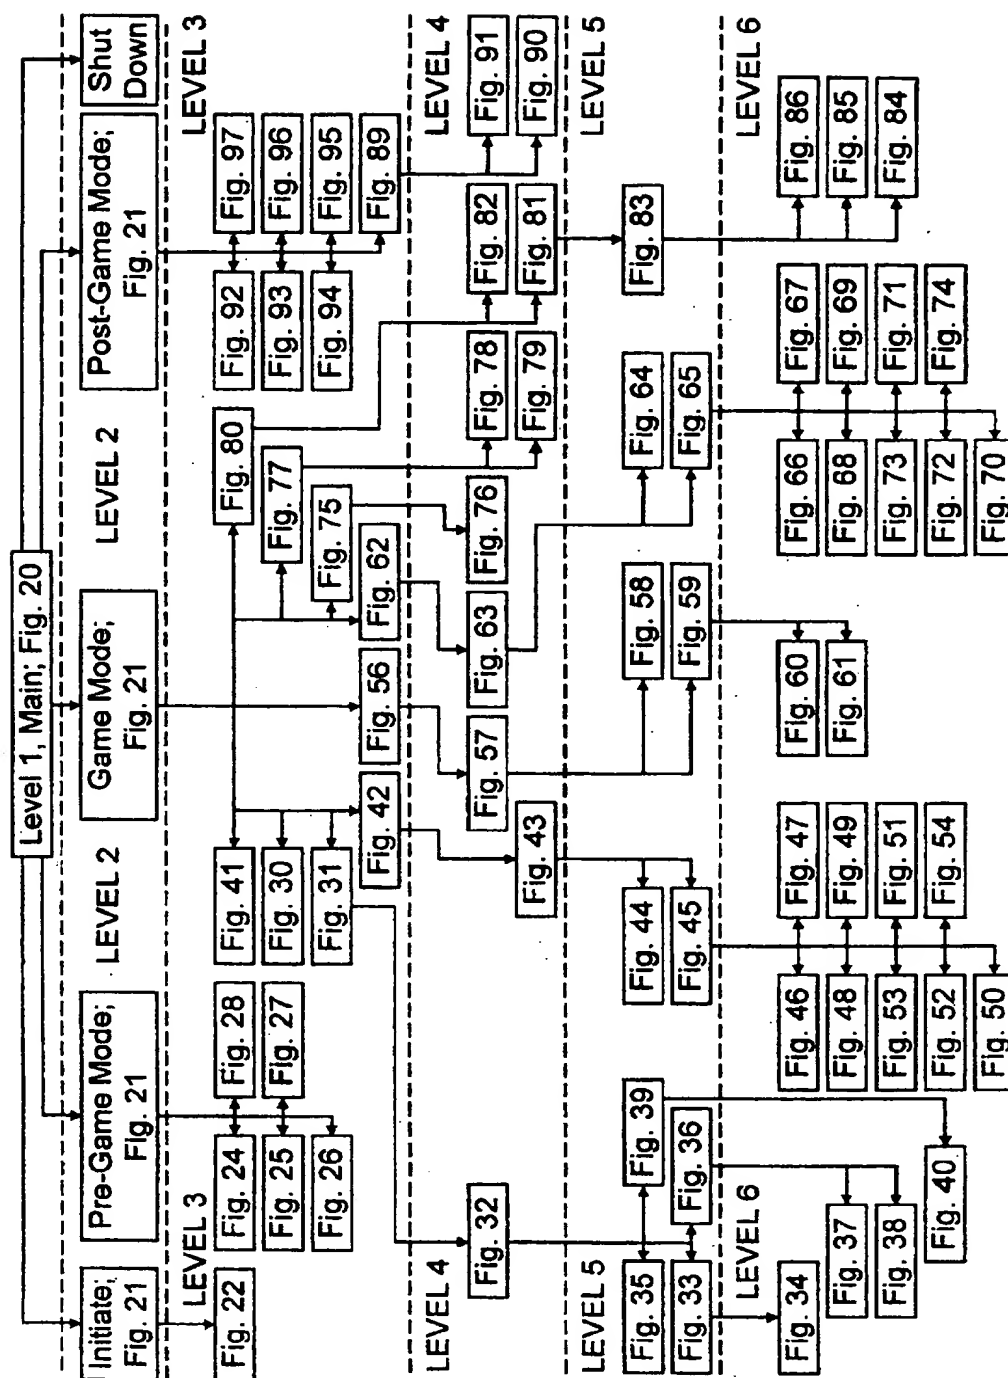 Level 1, Main; Fig. 20
Initiate;
Fig. 21
Pre-Game Mode;
Fig. 21
LEVEL 2
Game Mode;
Fig. 21
LEVEL 2
Post-Game Mode;
Fig. 21
Shut
Down
LEVEL 3
LEVEL 3
Fig. 22
Fig. 24
Fig. 28
Fig. 25
Fig. 27
Fig. 26
Fig. 41
Fig. 30
Fig. 31
Fig. 42
Fig. 56
Fig. 80
Fig. 77
Fig. 75
Fig. 62
Fig. 92
Fig. 97
Fig. 93
Fig. 96
Fig. 94
Fig. 95
Fig. 89
LEVEL 4
LEVEL 4
Fig. 32
Fig. 43
Fig. 57
Fig. 63
Fig. 76
Fig. 78
Fig. 79
Fig. 82
Fig. 81
Fig. 91
Fig. 90
LEVEL 5
LEVEL 5
Fig. 35
Fig. 39
Fig. 33
Fig. 36
Fig. 44
Fig. 45
Fig. 58
Fig. 59
Fig. 64
Fig. 65
Fig. 83
LEVEL 6
LEVEL 6
Fig. 34
Fig. 37
Fig. 38
Fig. 40
Fig. 46
Fig. 47
Fig. 48
Fig. 49
Fig. 53
Fig. 51
Fig. 52
Fig. 54
Fig. 50
Fig. 60
Fig. 61
Fig. 66
Fig. 67
Fig. 68
Fig. 69
Fig. 73
Fig. 71
Fig. 72
Fig. 74
Fig. 70
Fig. 86
Fig. 85
Fig. 84